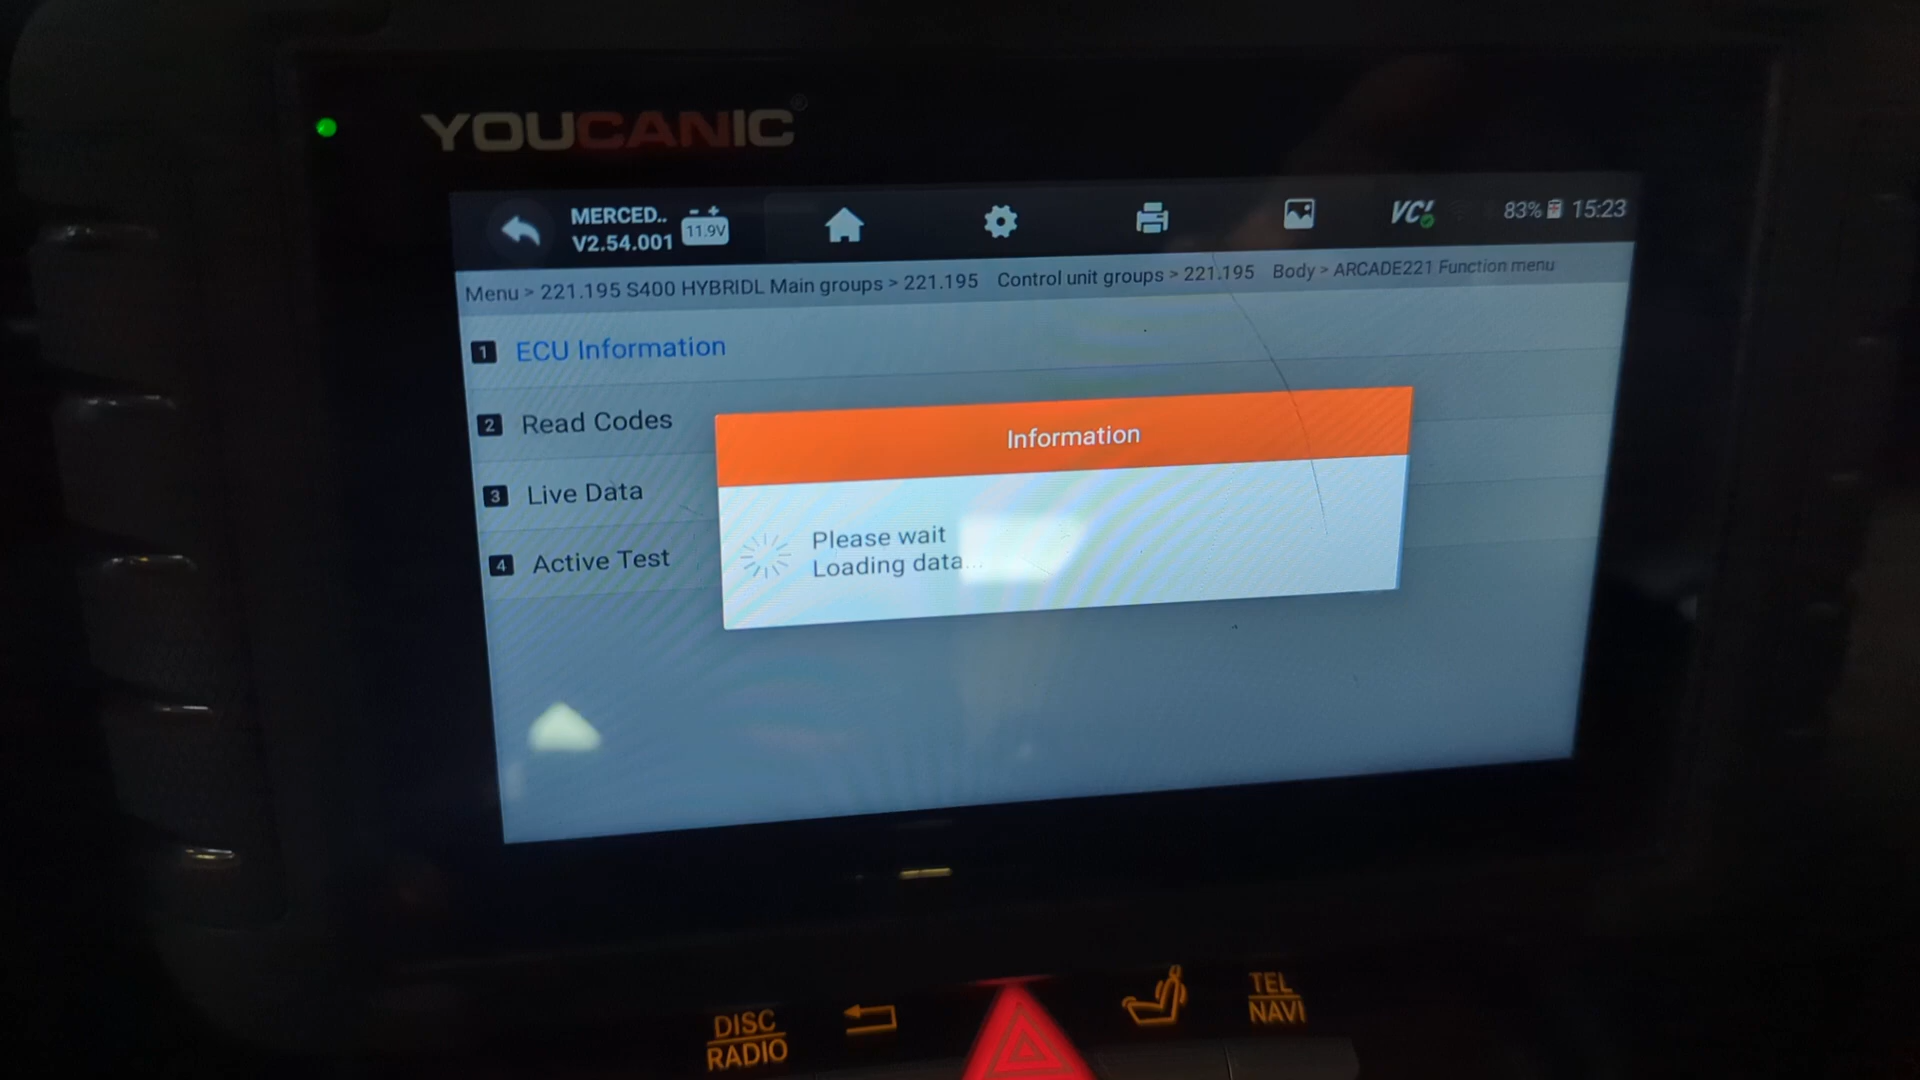 YOUCANIC®
MERCED..
V2.54.001
11.9V
VCI
83%
15:23
Menu > 221.195 S400 HYBRIDL Main groups > 221.195 Control unit groups > 221.195 Body > ARCADE221 Function menu
1 ECU Information
2 Read Codes
3 Live Data
4 Active Test
Information
Please wait
Loading data...
DISC
RADIO
TEL
NAVI